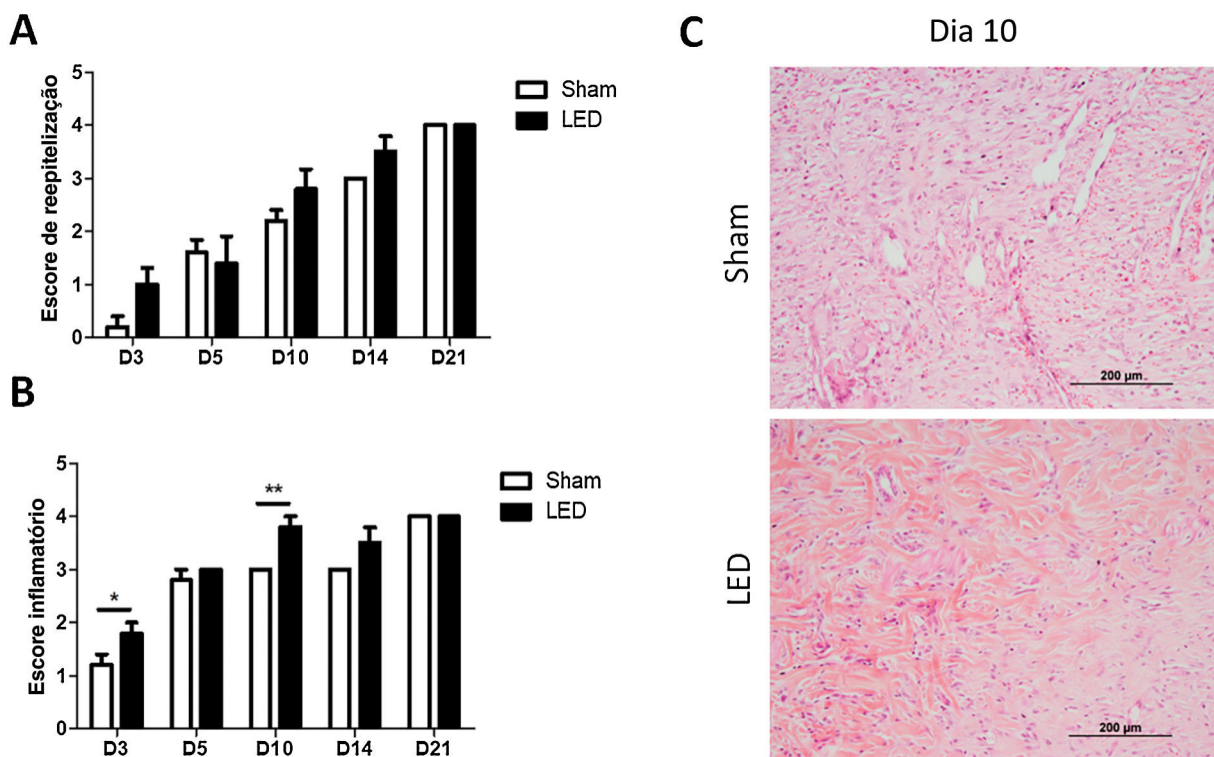 A
Escore de reepitelização
5
4
3
2
1
0
D3 D5 D10 D14 D21
Sham
LED
B
Escore inflamatório
5
4
3
2
1
0
* **
D3 D5 D10 D14 D21
Sham
LED
C
Dia 10
Sham
200 µm
LED
200 µm